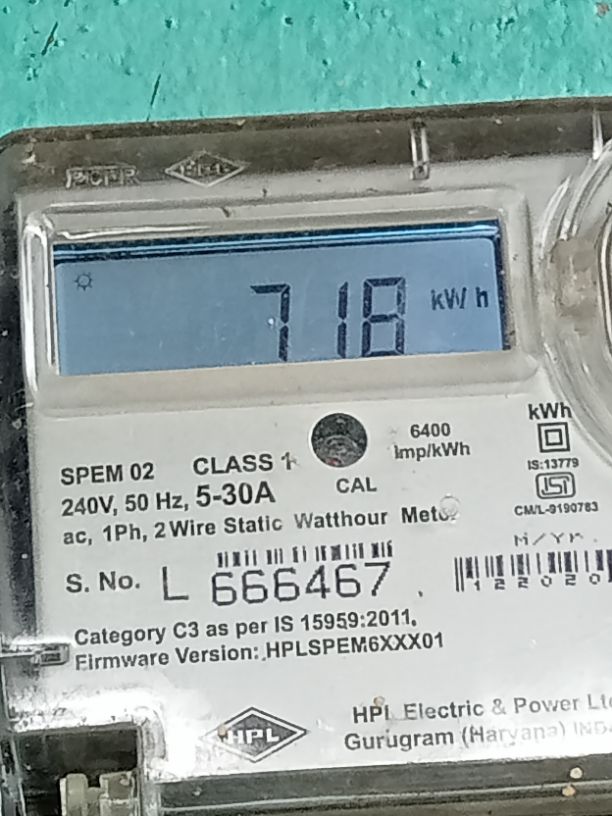 HPL
718 kWh
6400
Imp/kWh
kWh
IS:13779
CM/L-9190783
SPEM 02 CLASS 1
CAL
240V, 50 Hz, 5-30A
ac, 1Ph, 2 Wire Static Watthour Meter
M/Yr.
S. No. L 666467
122020
Category C3 as per IS 15959:2011.
Firmware Version: HPLSPEM6XXX01
HPL
HPL Electric & Power
Gurugram (Haryana)